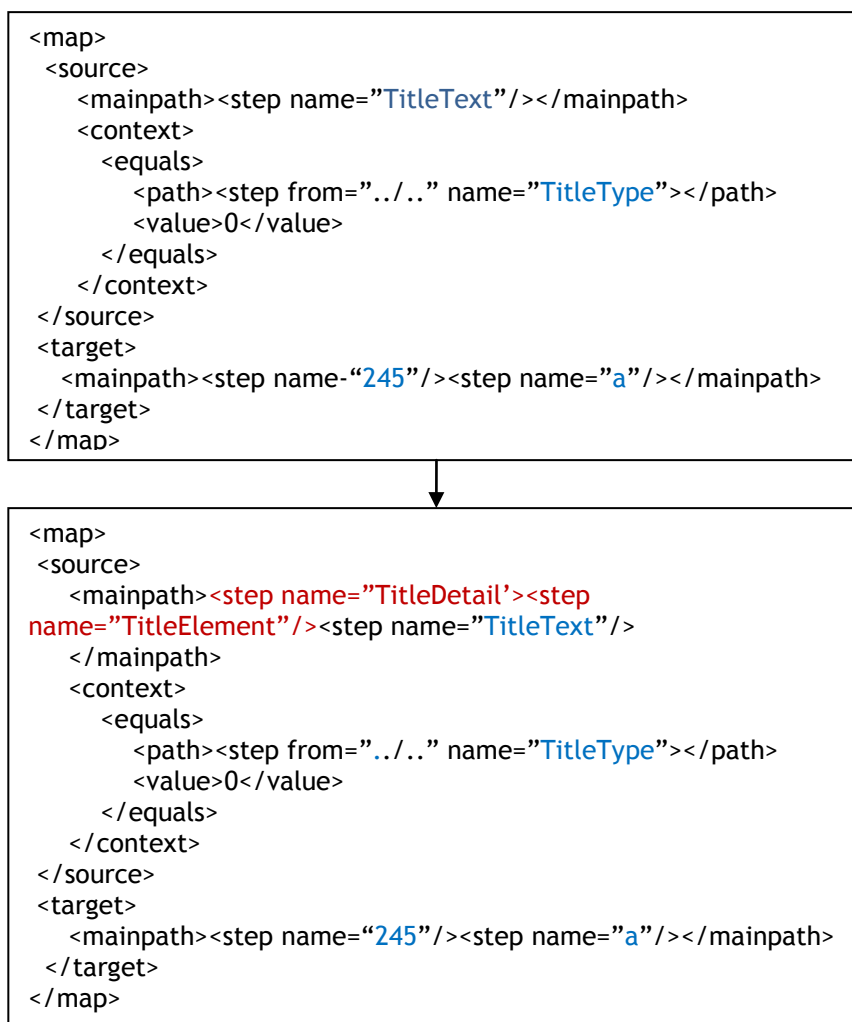 <map>
<source>
<mainpath><step name=”TitleText”/></mainpath>
<context>
<equals>
<path><step from=”../..” name=”TitleType”></path>
<value>0</value>
</equals>
</context>
</source>
<target>
<mainpath><step name-“245”/><step name=”a”/></mainpath>
</target>
</map>
<map>
<source>
<mainpath><step name=”TitleDetail’><step
name=”TitleElement”/><step name=”TitleText”/>
</mainpath>
<context>
<equals>
<path><step from=”../..” name=”TitleType”></path>
<value>0</value>
</equals>
</context>
</source>
<target>
<mainpath><step name=“245”/><step name=”a”/></mainpath>
</target>
</map>